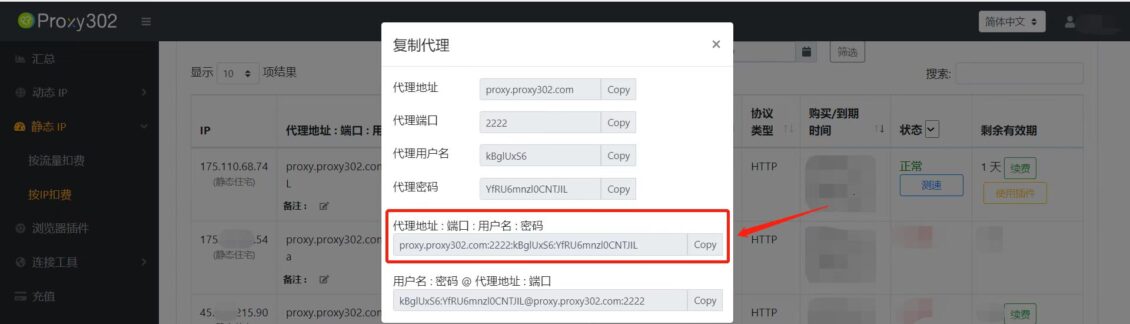 Proxy302
简体中文
汇总
动态 IP
静态 IP
按流量扣费
按IP扣费
浏览器插件
连接工具
充值
显示 10 项结果
筛选
搜索:
IP
代理地址 : 端口 : 用
协议类型
购买/到期时间
状态
剩余有效期
175.110.68.74
(静态住宅)
proxy.proxy302.com
L
备注：
HTTP
正常
测速
1 天 续费
使用插件
175. .54
(静态住宅)
proxy.proxy302.com
a
备注：
HTTP
45. 215.90
proxy.proxy302.com
HTTP
续费
复制代理
×
代理地址
proxy.proxy302.com Copy
代理端口
2222 Copy
代理用户名
kBglUxS6 Copy
代理密码
YfRU6mnzl0CNTJIL Copy
代理地址 : 端口 : 用户名 : 密码
proxy.proxy302.com:2222:kBglUxS6:YfRU6mnzl0CNTJIL Copy
用户名 : 密码 @ 代理地址 : 端口
kBglUxS6:YfRU6mnzl0CNTJIL@proxy.proxy302.com:2222 Copy